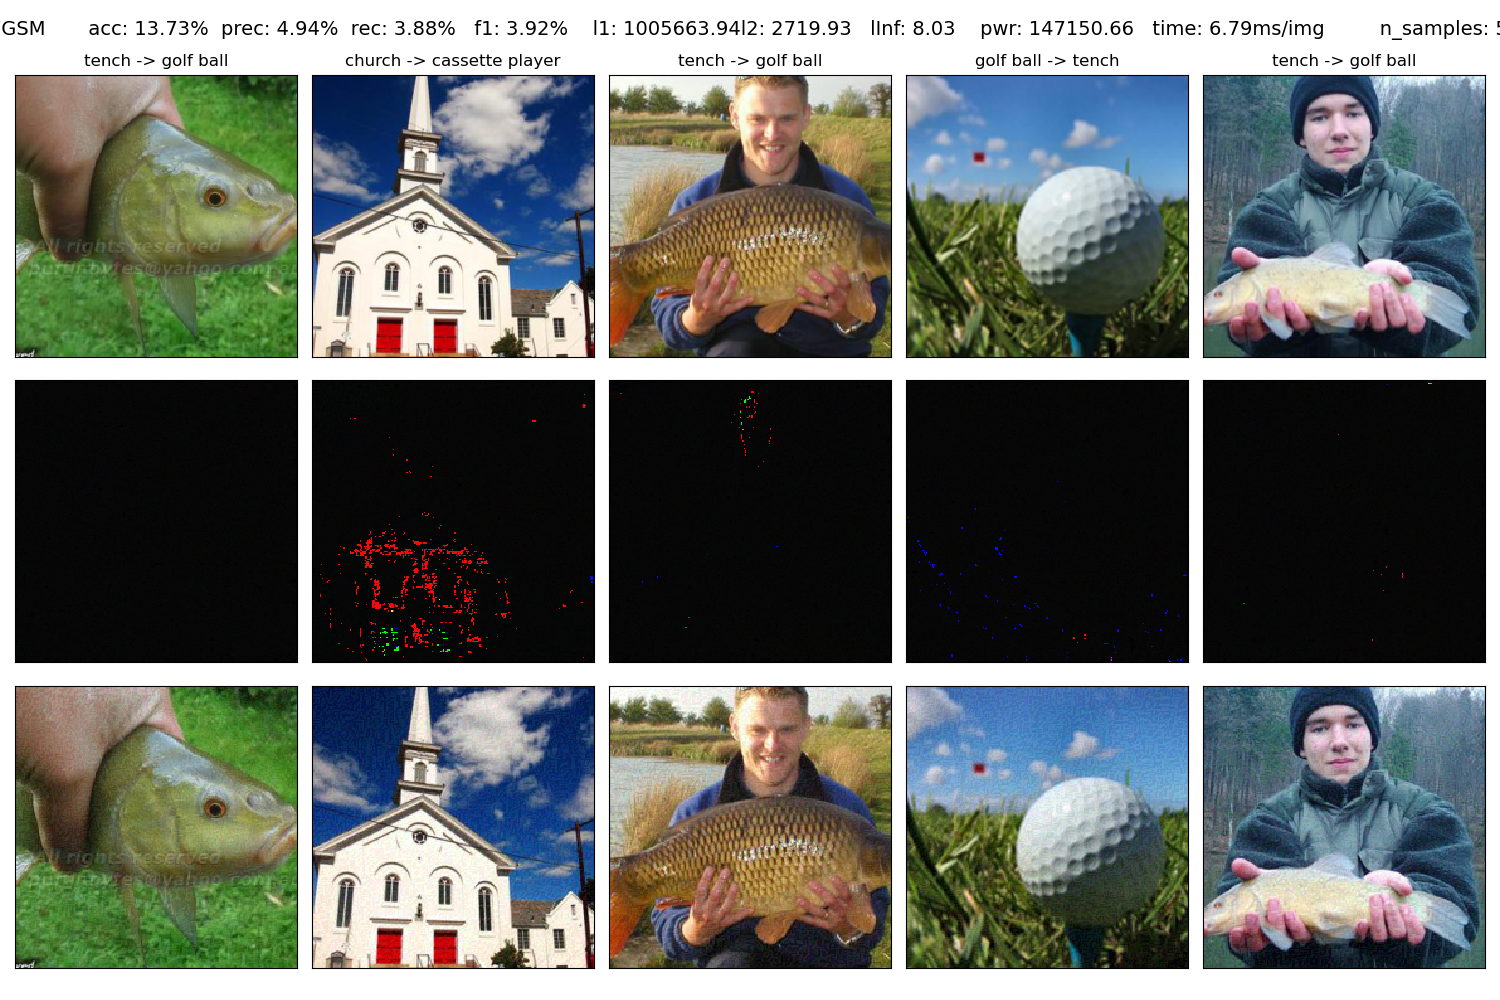 GSM acc: 13.73% prec: 4.94% rec: 3.88% f1: 3.92% l1: 1005663.94l2: 2719.93 lInf: 8.03 pwr: 147150.66 time: 6.79ms/img n_samples: 5
tench -> golf ball
church -> cassette player
tench -> golf ball
golf ball -> tench
tench -> golf ball
All rights reserved
All rights reserved